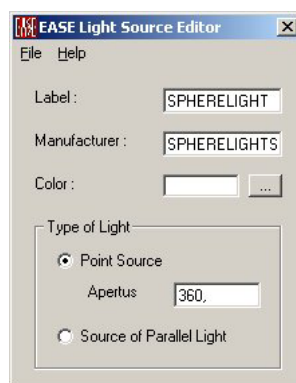 EASE Light Source Editor
File Help
Label : SPHERELIGHT
Manufacturer : SPHERELIGHTS
Color : ...
Type of Light
Point Source
Apertus 360,
Source of Parallel Light